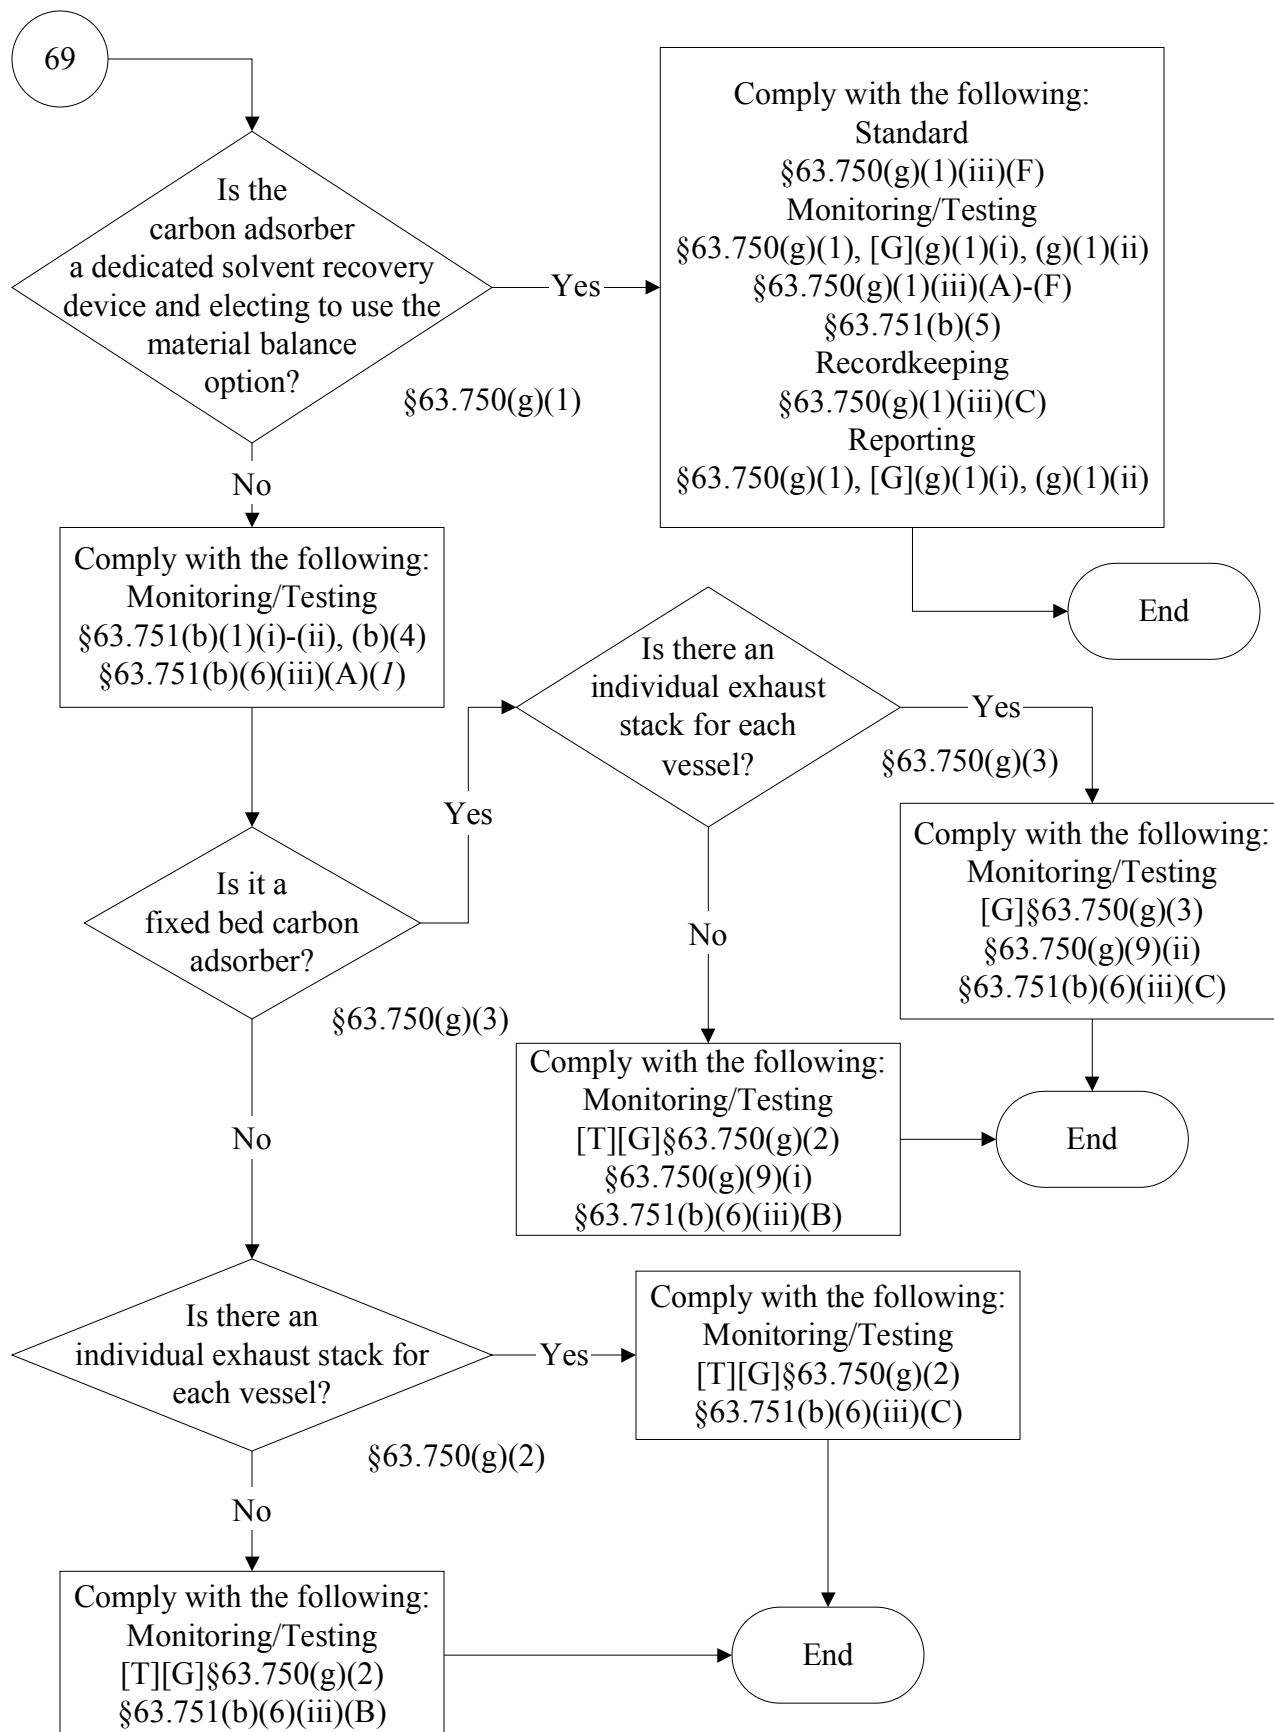 69
Is the
carbon adsorber
a dedicated solvent recovery
device and electing to use the
material balance
option?
§63.750(g)(1)
Yes
Comply with the following:
Standard
§63.750(g)(1)(iii)(F)
Monitoring/Testing
§63.750(g)(1), [G](g)(1)(i), (g)(1)(ii)
§63.750(g)(1)(iii)(A)-(F)
§63.751(b)(5)
Recordkeeping
§63.750(g)(1)(iii)(C)
Reporting
§63.750(g)(1), [G](g)(1)(i), (g)(1)(ii)
End
No
Comply with the following:
Monitoring/Testing
§63.751(b)(1)(i)-(ii), (b)(4)
§63.751(b)(6)(iii)(A)(1)
Is it a
fixed bed carbon
adsorber?
§63.750(g)(3)
Yes
Is there an
individual exhaust
stack for each
vessel?
§63.750(g)(3)
Yes
Comply with the following:
Monitoring/Testing
[G]§63.750(g)(3)
§63.750(g)(9)(ii)
§63.751(b)(6)(iii)(C)
No
Comply with the following:
Monitoring/Testing
[T][G]§63.750(g)(2)
§63.750(g)(9)(i)
§63.751(b)(6)(iii)(B)
End
No
Is there an
individual exhaust stack for
each vessel?
§63.750(g)(2)
Yes
Comply with the following:
Monitoring/Testing
[T][G]§63.750(g)(2)
§63.751(b)(6)(iii)(C)
No
Comply with the following:
Monitoring/Testing
[T][G]§63.750(g)(2)
§63.751(b)(6)(iii)(B)
End